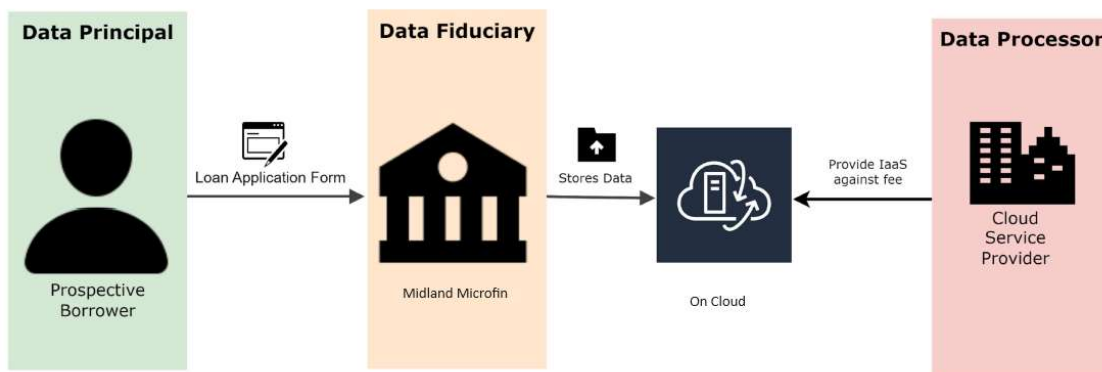 Data Principal
Data Fiduciary
Data Processor
Loan Application Form
Stores Data
Provide IaaS
against fee
Cloud
Service
Provider
Prospective
Borrower
Midland Microfin
On Cloud